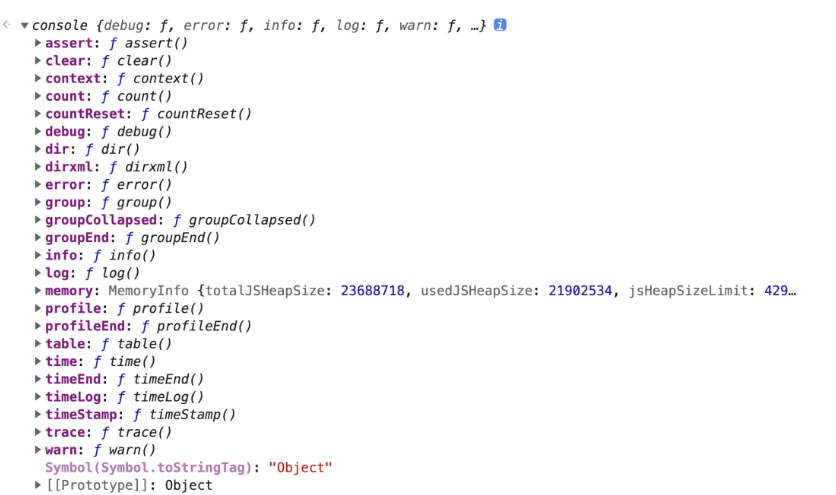 console {debug: ƒ, error: ƒ, info: ƒ, log: ƒ, warn: ƒ, …} i
assert: ƒ assert()
clear: ƒ clear()
context: ƒ context()
count: ƒ count()
countReset: ƒ countReset()
debug: ƒ debug()
dir: ƒ dir()
dirxml: ƒ dirxml()
error: ƒ error()
group: ƒ group()
groupCollapsed: ƒ groupCollapsed()
groupEnd: ƒ groupEnd()
info: ƒ info()
log: ƒ log()
memory: MemoryInfo {totalJSHeapSize: 23688718, usedJSHeapSize: 21902534, jsHeapSizeLimit: 429…
profile: ƒ profile()
profileEnd: ƒ profileEnd()
table: ƒ table()
time: ƒ time()
timeEnd: ƒ timeEnd()
timeLog: ƒ timeLog()
timeStamp: ƒ timeStamp()
trace: ƒ trace()
warn: ƒ warn()
Symbol(Symbol.toStringTag): "Object"
[[Prototype]]: Object